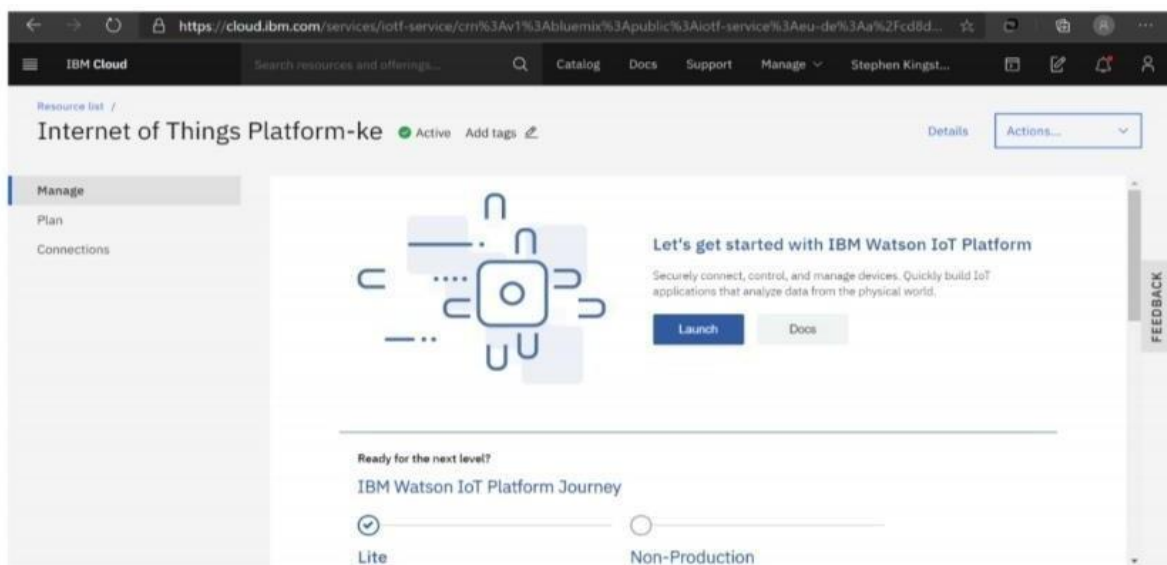 https://cloud.ibm.com/services/iotf-service/crn%3Av1%3Abluemix%3Apublic%3Aiotf-service%3Aeu-de%3Aa%2Fcd8d...
IBM Cloud Search resources and offerings... Catalog Docs Support Manage Stephen Kingst...
Resource list /
Internet of Things Platform-ke Active Add tags Details Actions...
Manage
Plan
Connections
Let's get started with IBM Watson IoT Platform
Securely connect, control, and manage devices. Quickly build IoT
applications that analyze data from the physical world.
Launch Docs
FEEDBACK
Ready for the next level?
IBM Watson IoT Platform Journey
Lite Non-Production